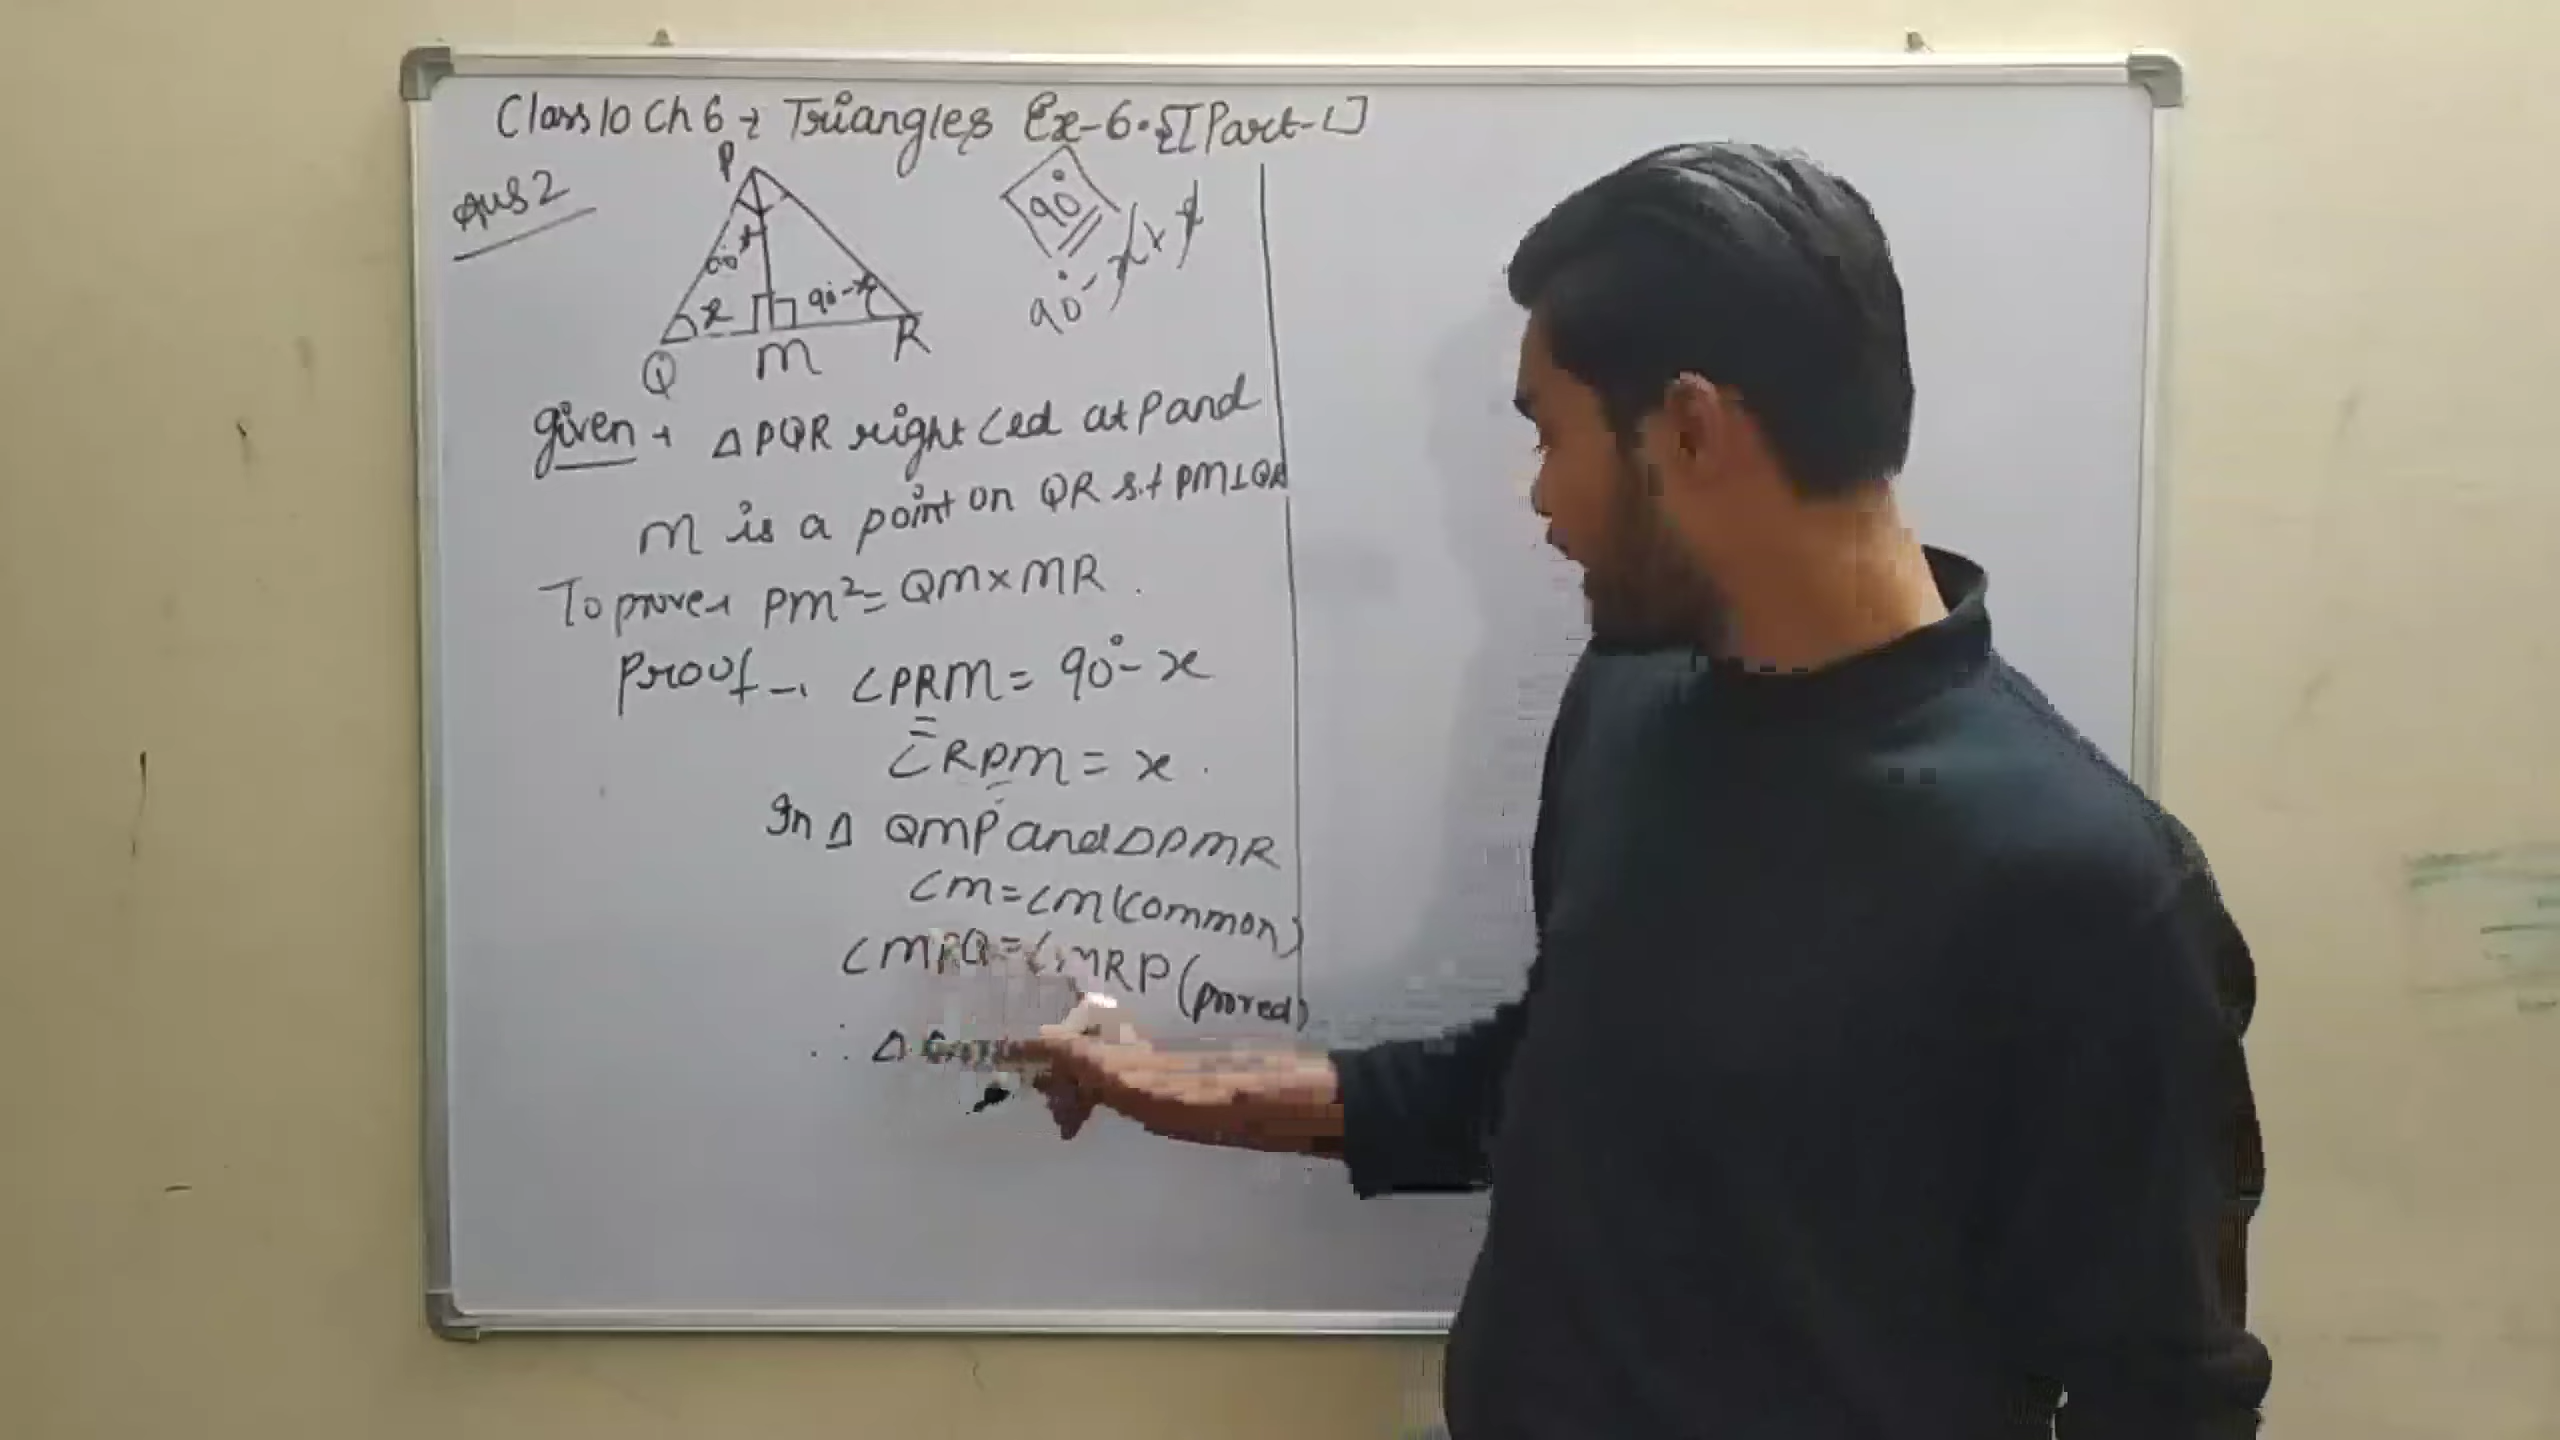 Class 10 Ch 6 → Triangles Ex-6.5 [Part-1]
Ans 2
P
90°
90°-x+x
x
90°-x
Q M R
given → △PQR right ∠ed at P and
M is a point on QR s.t PM⊥QR
To prove → PM² = QM×MR.
Proof → ∠PRM = 90°-x
∠RPM = x.
In △ QMP and △PMR
∠M=∠M (common)
∠MPQ=∠MRP (proved)
∴ △